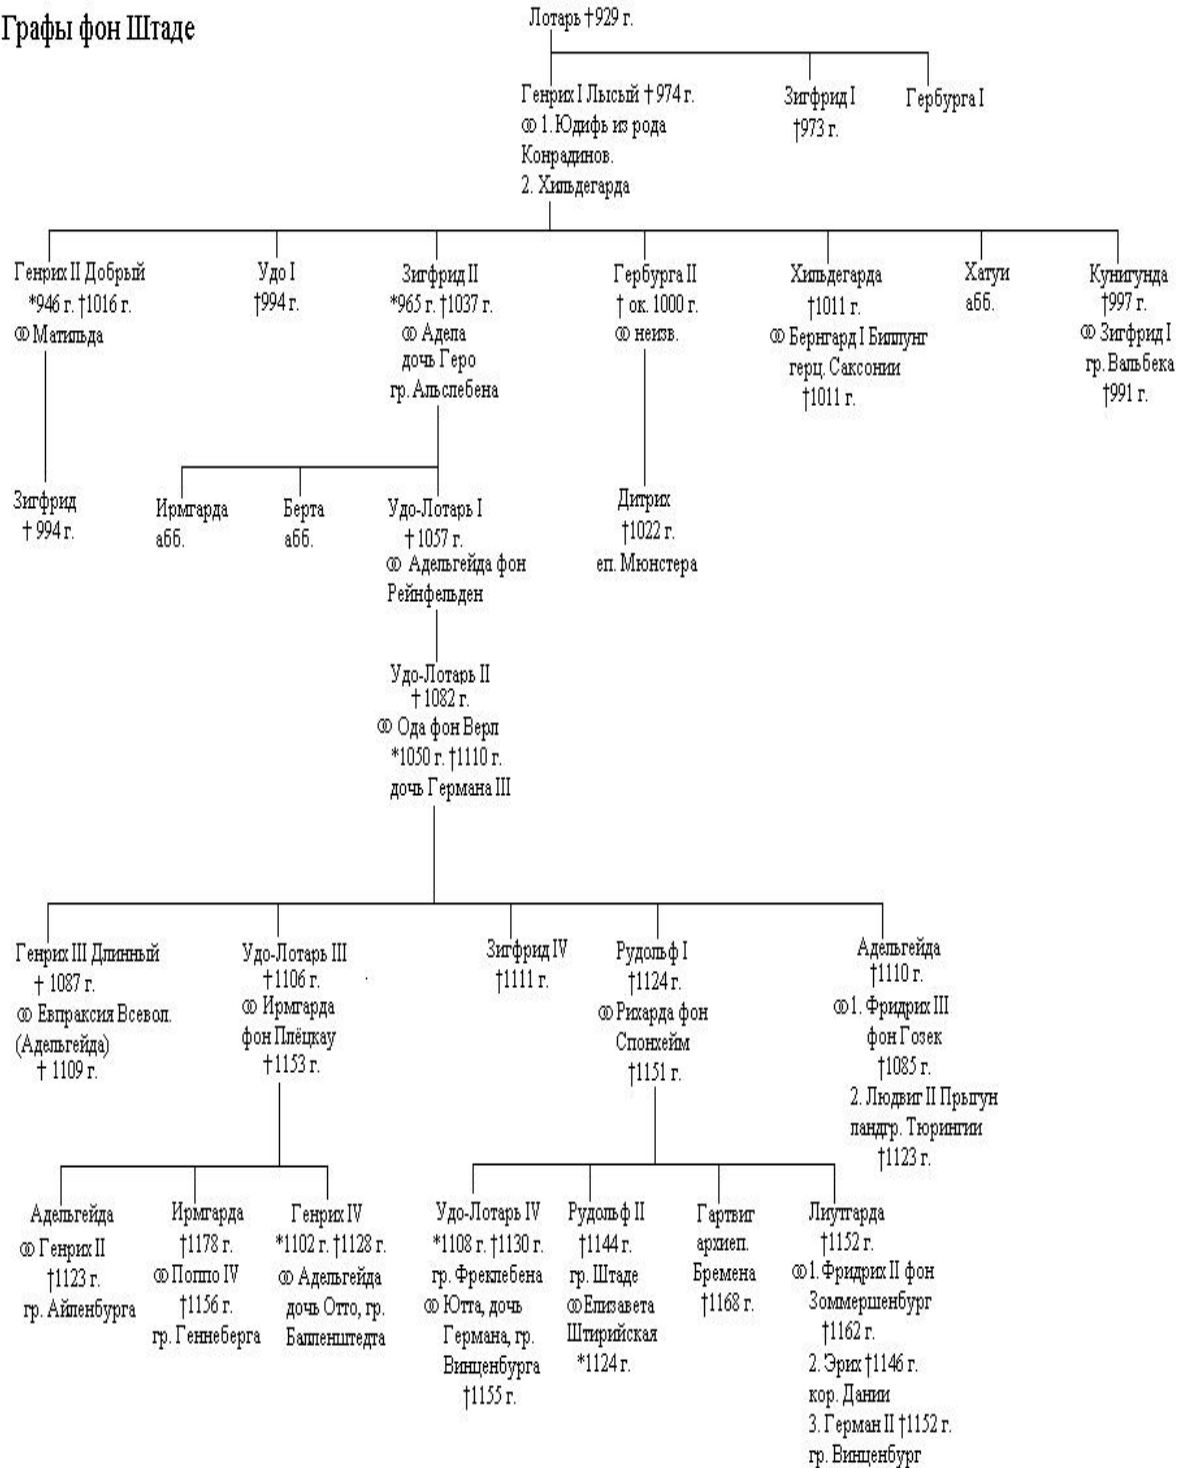 Графы фон Штаде
Лотарь †929 г.
Генрих I Лысый †974 г.
⚭ 1. Юдифь из рода
Конрадинов.
2. Хильдегарда
Зигфрид I
†973 г.
Гербурга I
Генрих II Добрый
*946 г. †1016 г.
⚭ Матильда
Удо I
†994 г.
Зигфрид II
*965 г. †1037 г.
⚭ Адела
дочь Геро
гр. Альслебена
Гербурга II
† ок. 1000 г.
⚭ неизв.
Хильдегарда
†1011 г.
⚭ Бернгард I Биллунг
герц. Саксонии
†1011 г.
Хатуи
абб.
Кунигунда
†997 г.
⚭ Зигфрид I
гр. Вальбека
†991 г.
Зигфрид
† 994 г.
Ирмгарда
абб.
Берта
абб.
Удо-Лотарь I
† 1057 г.
⚭ Адельгейда фон
Рейнфельден
Дитрих
†1022 г.
еп. Мюнстера
Удо-Лотарь II
† 1082 г.
⚭ Ода фон Верл
*1050 г. †1110 г.
дочь Германа III
Генрих III Длинный
† 1087 г.
⚭ Евпраксия Всевол.
(Адельгейда)
† 1109 г.
Удо-Лотарь III
†1106 г.
⚭ Ирмгарда
фон Плёцкау
†1153 г.
Зигфрид IV
†1111 г.
Рудольф I
†1124 г.
⚭ Рихарда фон
Спонхейм
†1151 г.
Адельгейда
†1110 г.
⚭ 1. Фридрих III
фон Гозек
†1085 г.
2. Людвиг II Прыгун
ландгр. Тюрингии
†1123 г.
Адельгейда
⚭ Генрих II
†1123 г.
гр. Айленбурга
Ирмгарда
†1178 г.
⚭ Поппо IV
†1156 г.
гр. Геннеберга
Генрих IV
*1102 г. †1128 г.
⚭ Адельгейда
дочь Отто, гр.
Балленштедта
Удо-Лотарь IV
*1108 г. †1130 г.
гр. Фреклебена
⚭ Ютта, дочь
Германа, гр.
Винценбурга
†1155 г.
Рудольф II
†1144 г.
гр. Штаде
⚭ Елизавета
Штирийская
*1124 г.
Гартвиг
архиеп.
Бремена
†1168 г.
Лиутгарда
†1152 г.
⚭ 1. Фридрих II фон
Зоммершенбург
†1162 г.
2. Эрих †1146 г.
кор. Дании
3. Герман II †1152 г.
гр. Винценбург